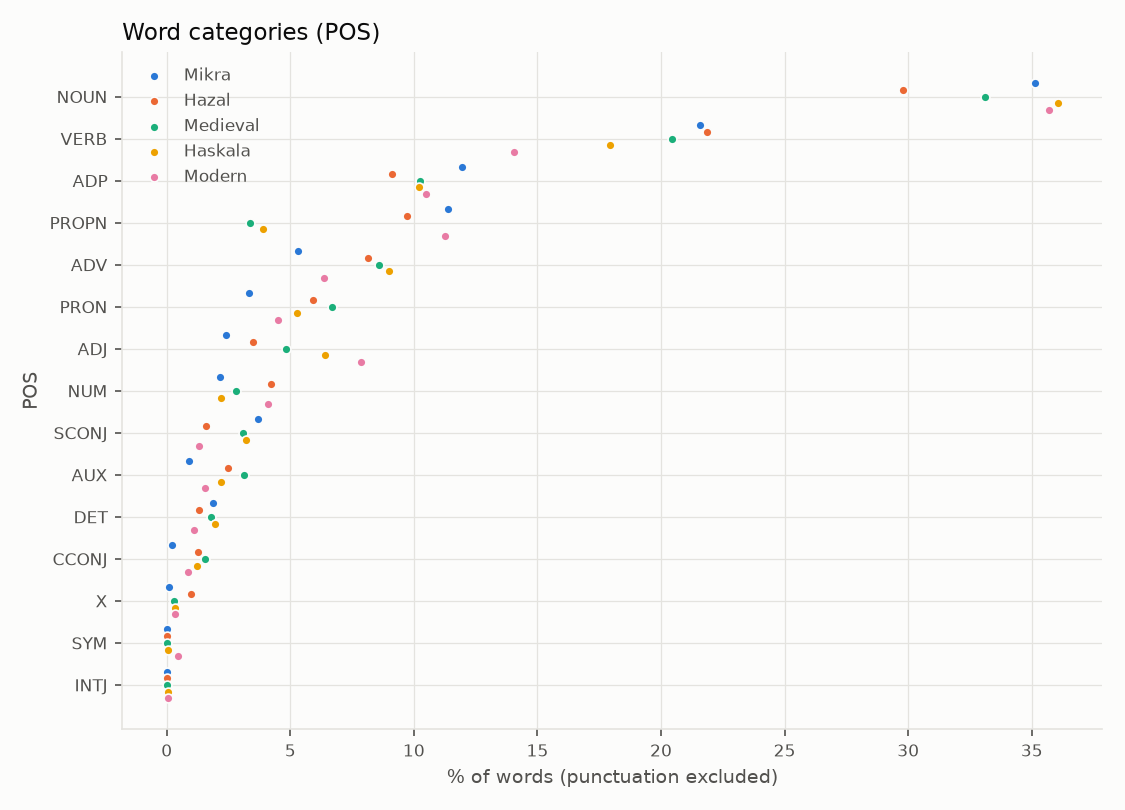 Word categories (POS)
Mikra
Hazal
Medieval
Haskala
Modern
POS
NOUN
VERB
ADP
PROPN
ADV
PRON
ADJ
NUM
SCONJ
AUX
DET
CCONJ
X
SYM
INTJ
0 5 10 15 20 25 30 35
% of words (punctuation excluded)